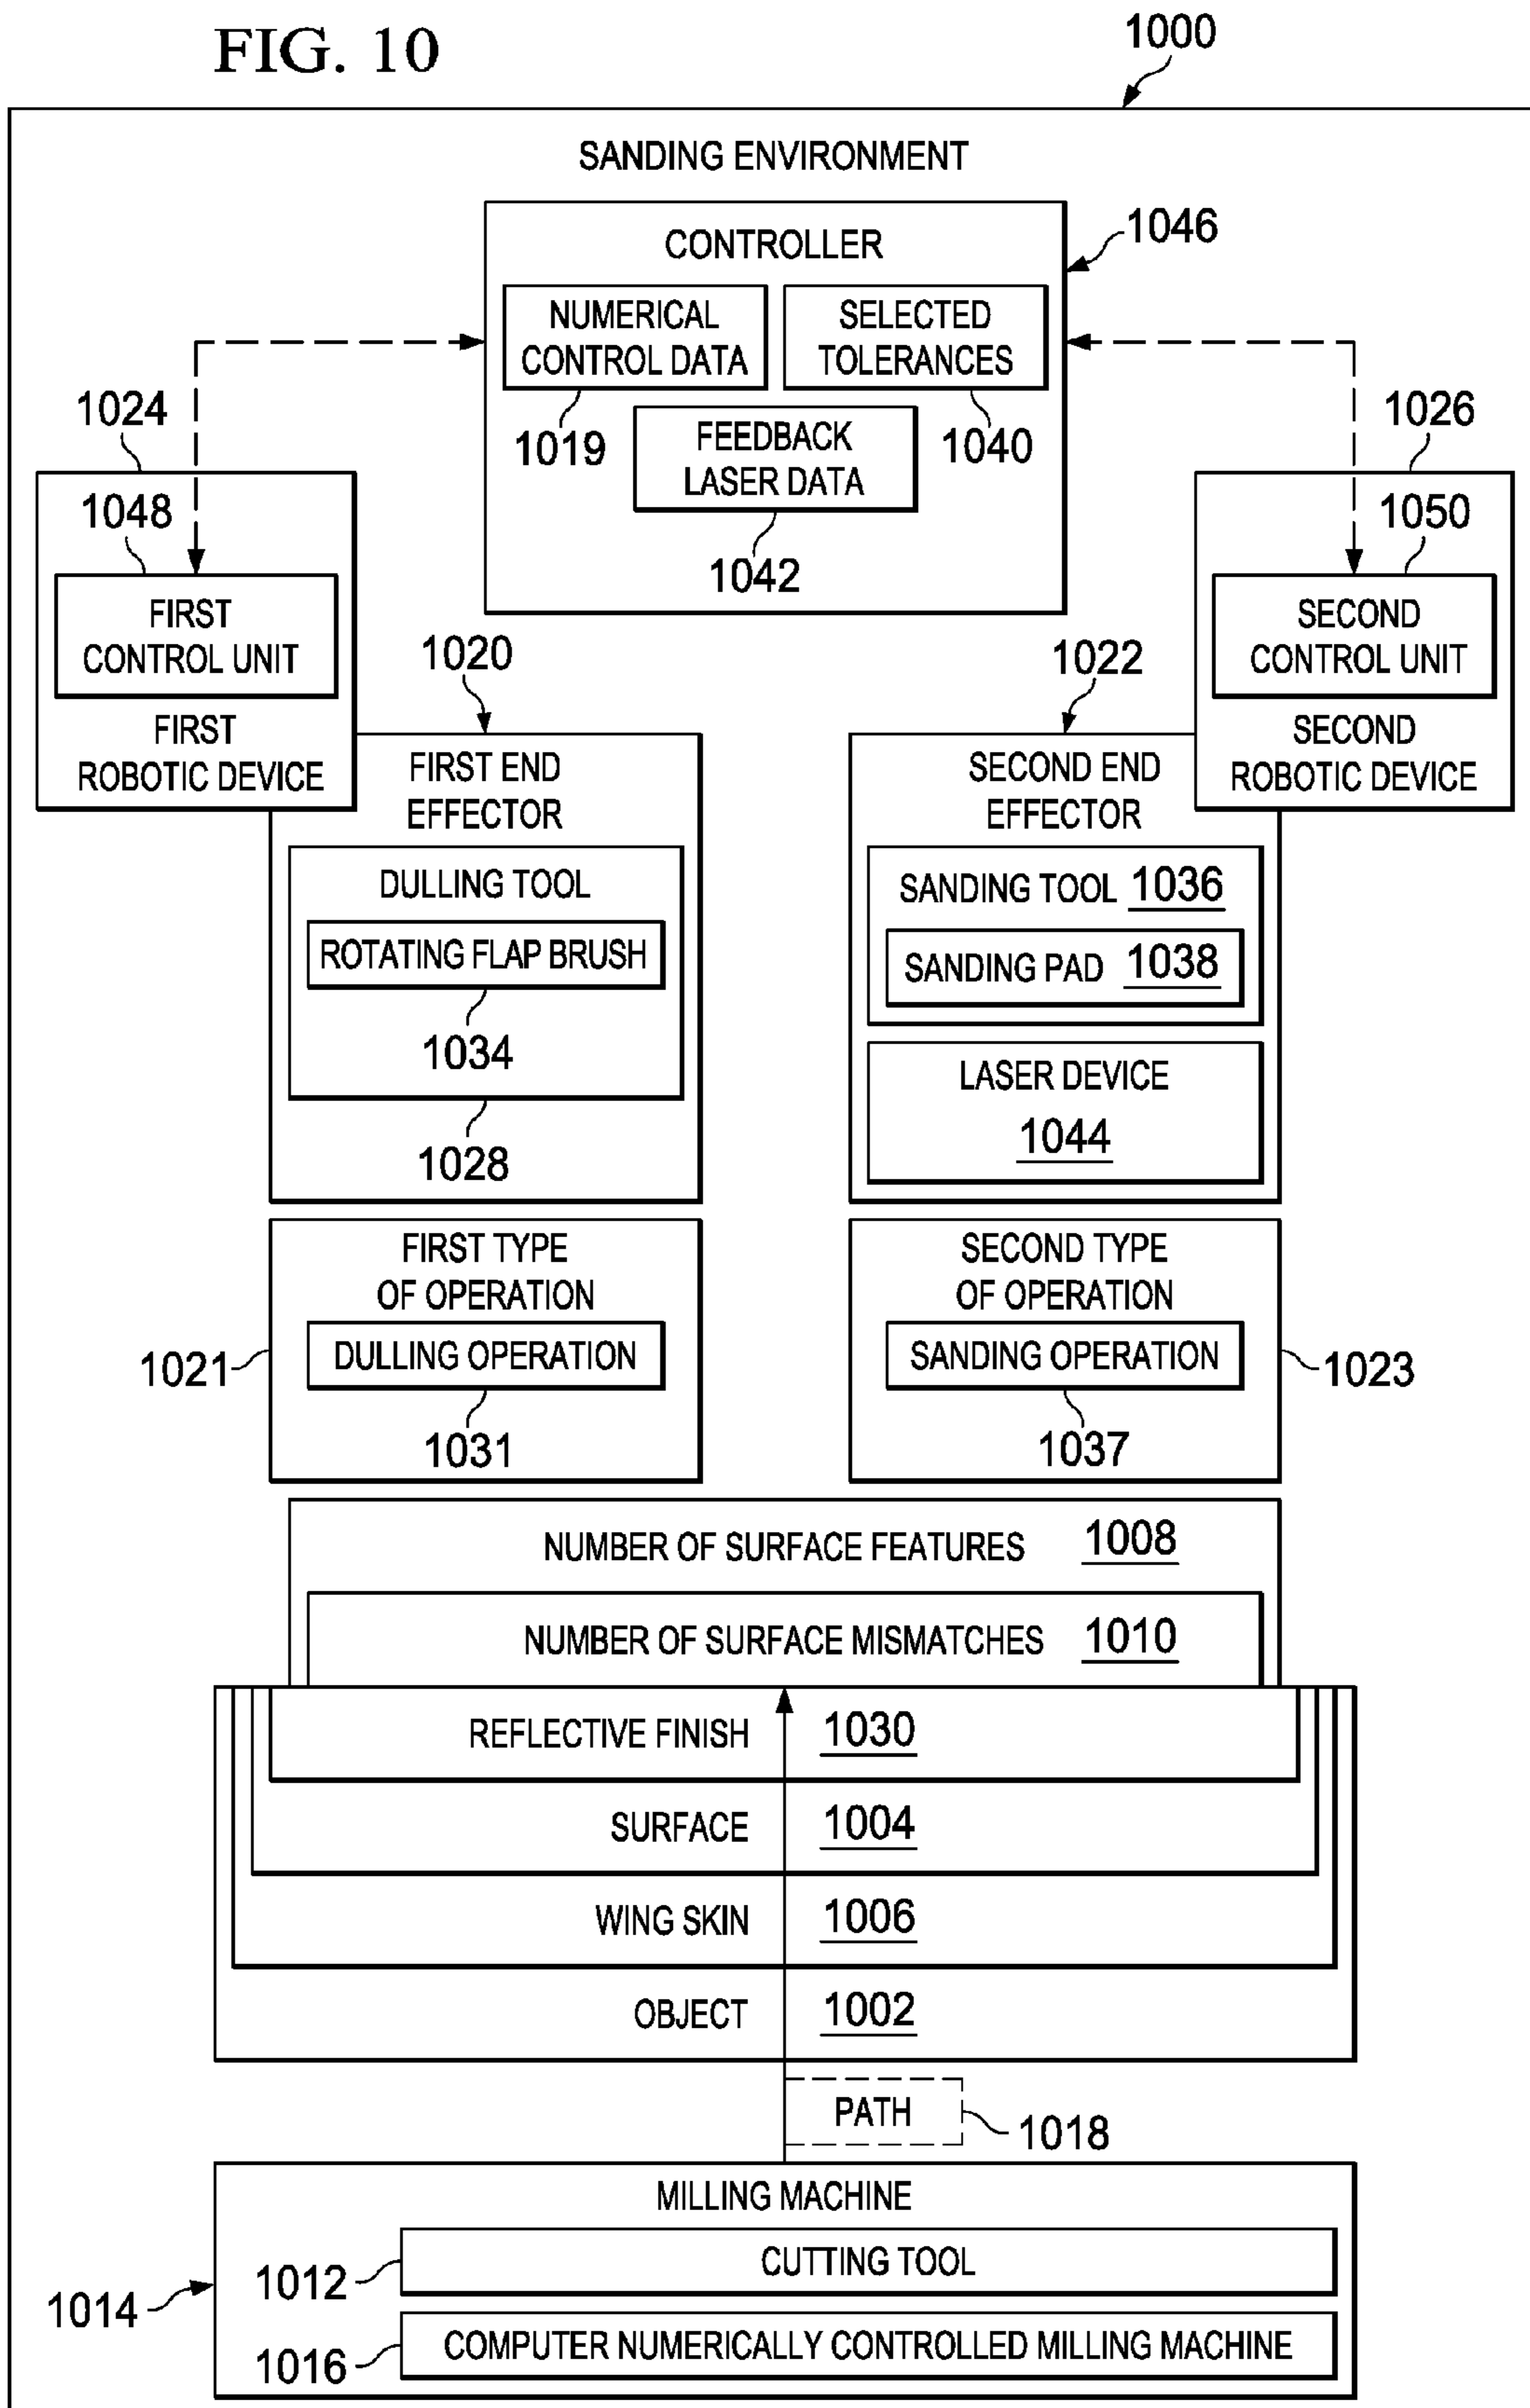 FIG. 10
1000
SANDING ENVIRONMENT
CONTROLLER
1046
NUMERICAL
CONTROL DATA
1019
SELECTED
TOLERANCES
1040
FEEDBACK
LASER DATA
1042
1024
1048
FIRST
CONTROL UNIT
FIRST
ROBOTIC DEVICE
1026
1050
SECOND
CONTROL UNIT
SECOND
ROBOTIC DEVICE
1020
FIRST END
EFFECTOR
DULLING TOOL
ROTATING FLAP BRUSH
1034
1028
1022
SECOND END
EFFECTOR
SANDING TOOL 1036
SANDING PAD 1038
LASER DEVICE
1044
FIRST TYPE
OF OPERATION
DULLING OPERATION
1021
1031
SECOND TYPE
OF OPERATION
SANDING OPERATION
1023
1037
NUMBER OF SURFACE FEATURES 1008
NUMBER OF SURFACE MISMATCHES 1010
REFLECTIVE FINISH 1030
SURFACE 1004
WING SKIN 1006
OBJECT 1002
PATH
1018
MILLING MACHINE
1014
1012
CUTTING TOOL
1016
COMPUTER NUMERICALLY CONTROLLED MILLING MACHINE